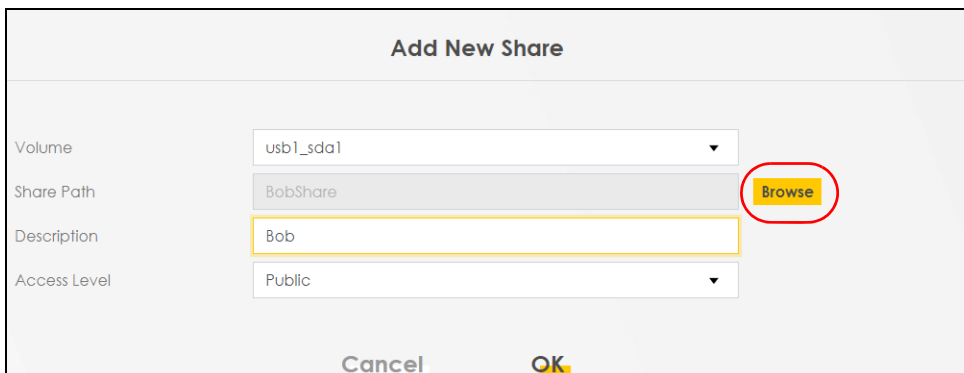 Add New Share
Volume usb1_sda1
Share Path BobShare Browse
Description Bob
Access Level Public
Cancel OK